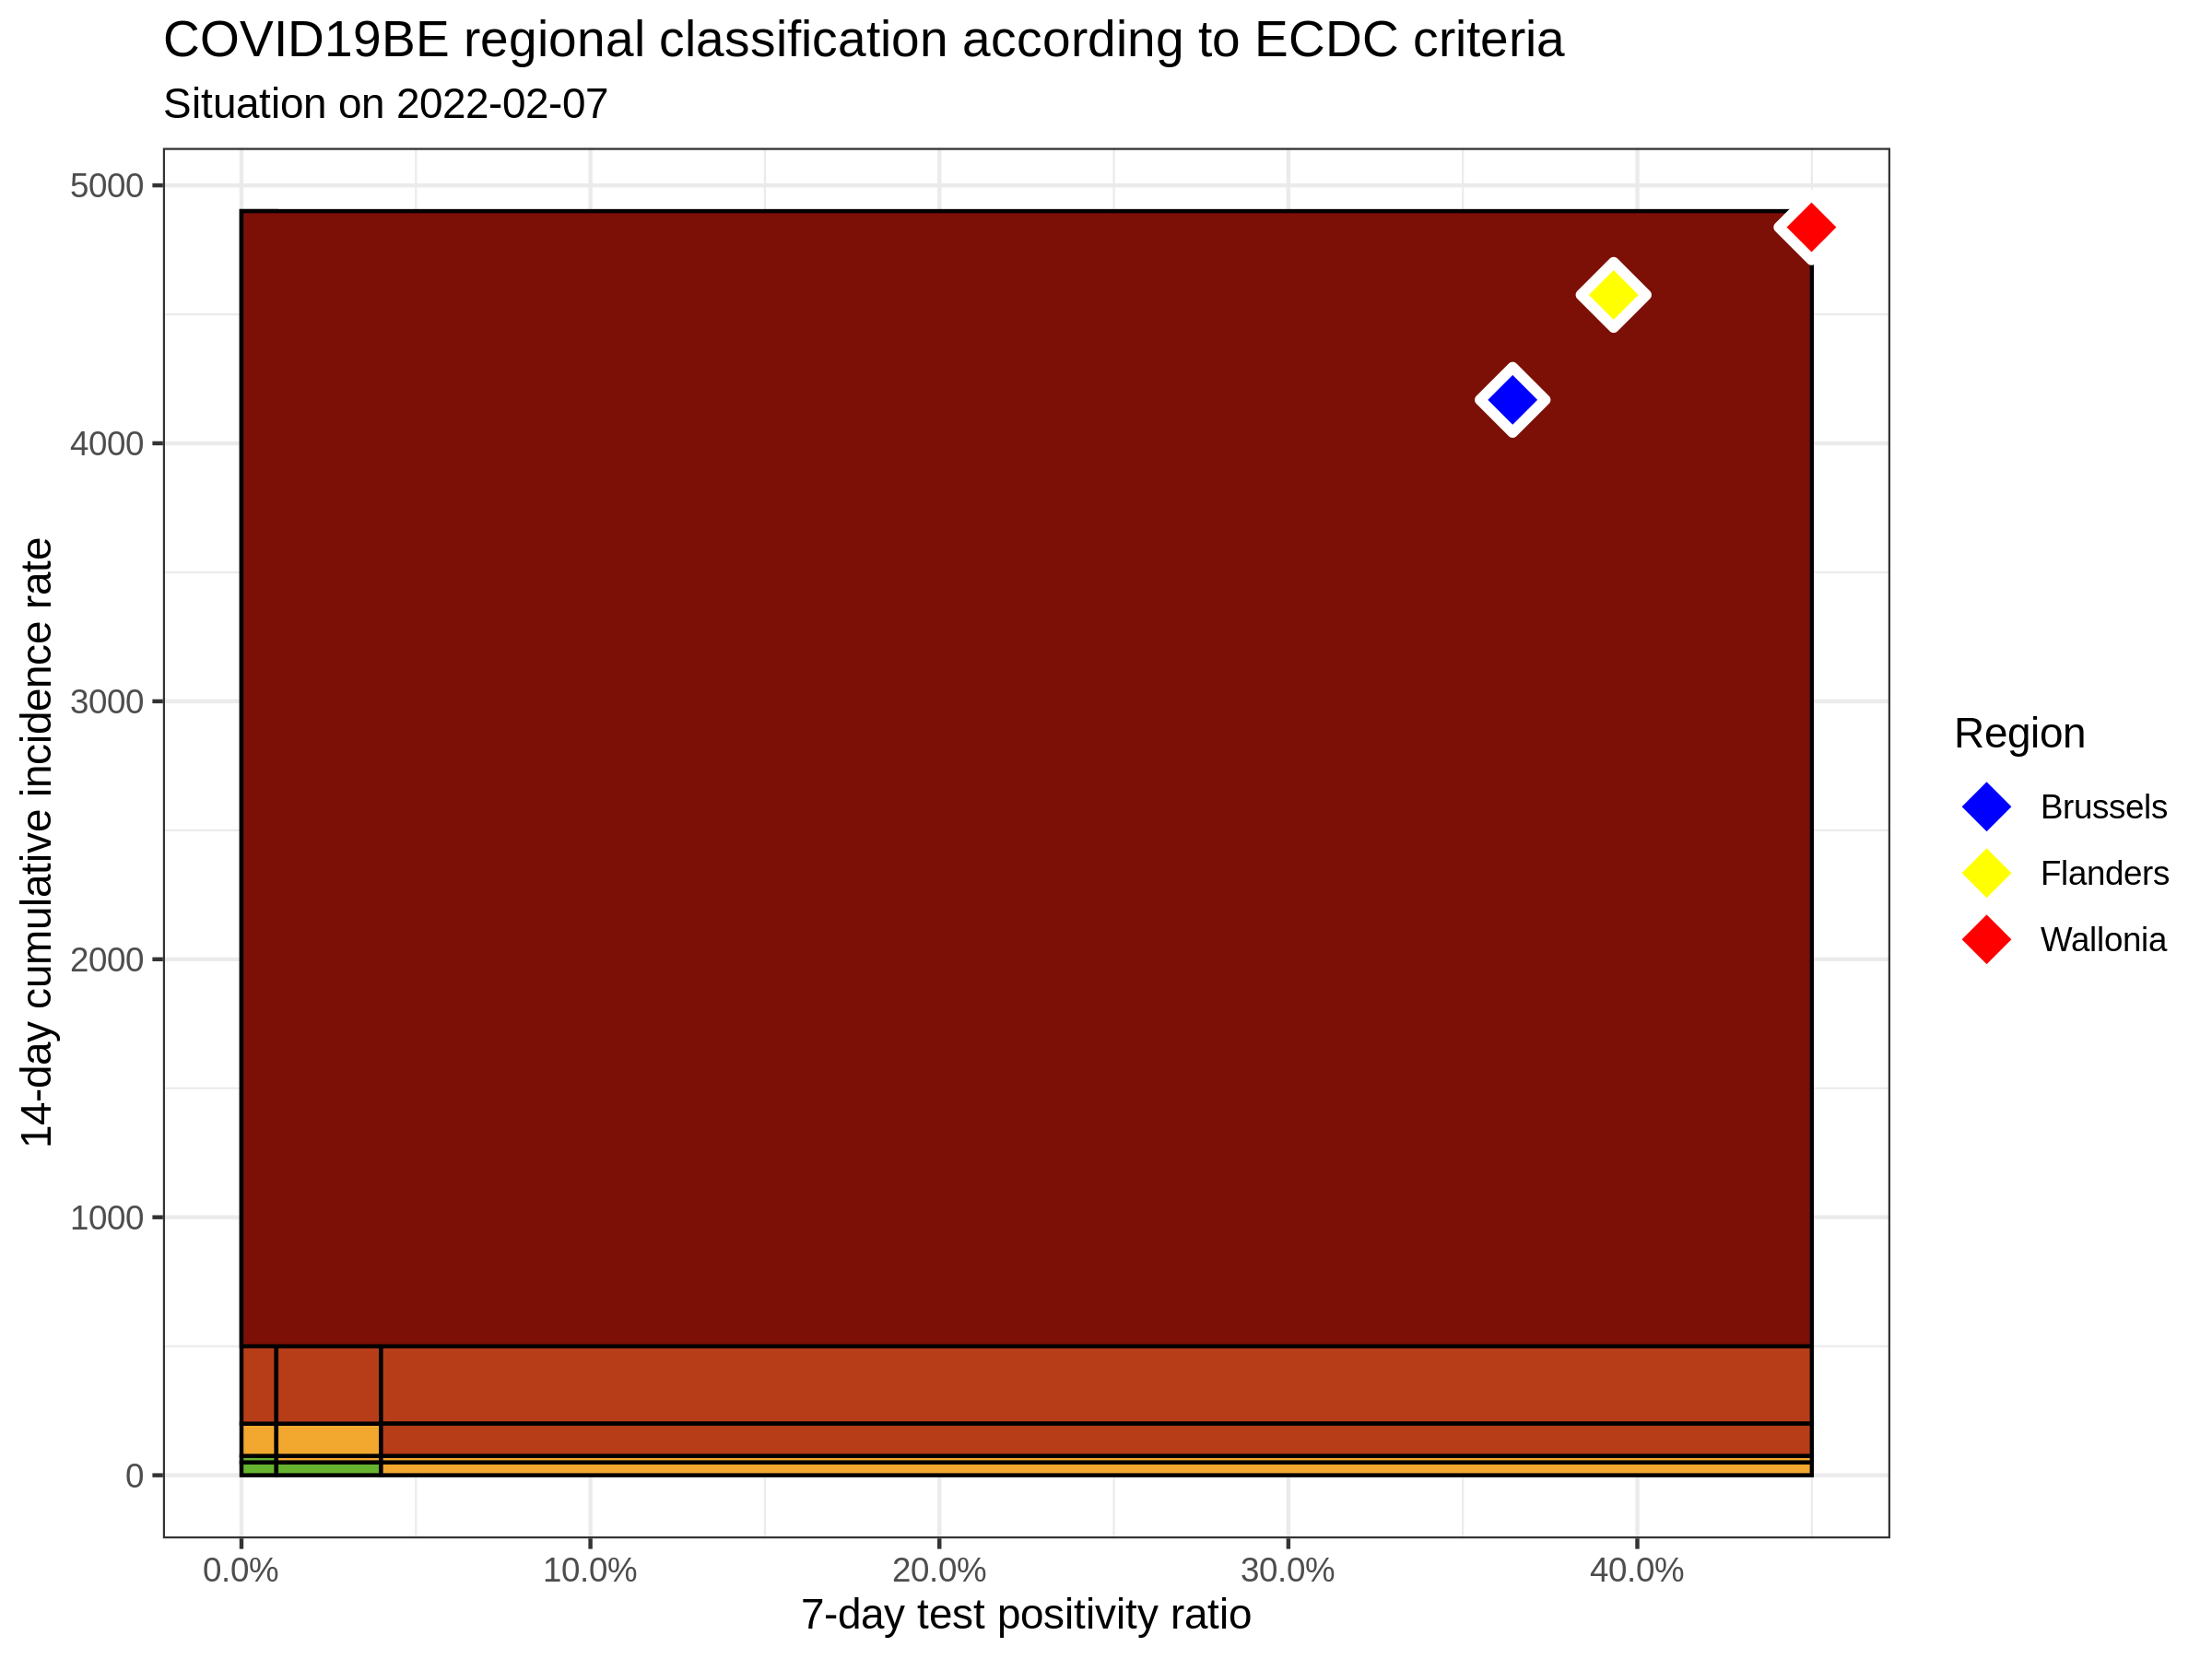 COVID19BE regional classification according to ECDC criteria
Situation on 2022-02-07
14-day cumulative incidence rate
5000
4000
3000
2000
1000
0
0.0%
10.0%
20.0%
30.0%
40.0%
7-day test positivity ratio
Region
Brussels
Flanders
Wallonia